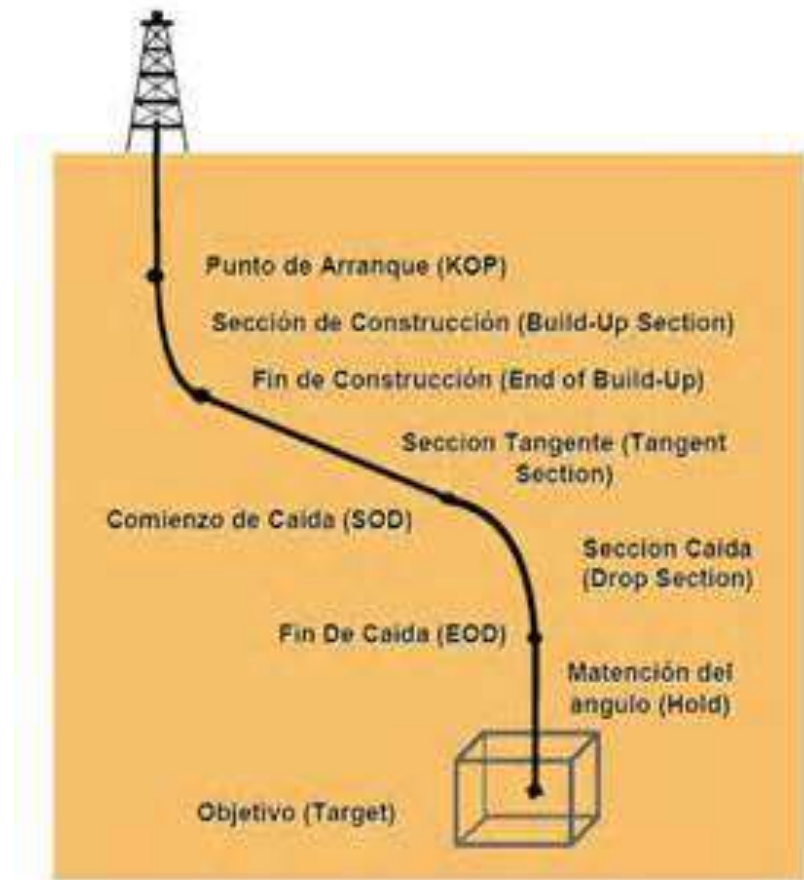 Punto de Arranque (KOP)
Sección de Construcción (Build-Up Section)
Fin de Construcción (End of Build-Up)
Seccion Tangente (Tangent
Section)
Comienzo de Caida (SOD)
Seccion Caida
(Drop Section)
Fin De Caida (EOD)
Matención del
angulo (Hold)
Objetivo (Target)